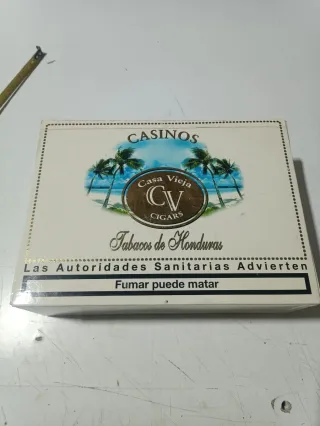 CASINOS
Casa Vieja
CV
CIGARS
Tabacos de Honduras
Las Autoridades Sanitarias Advierten
Fumar puede matar